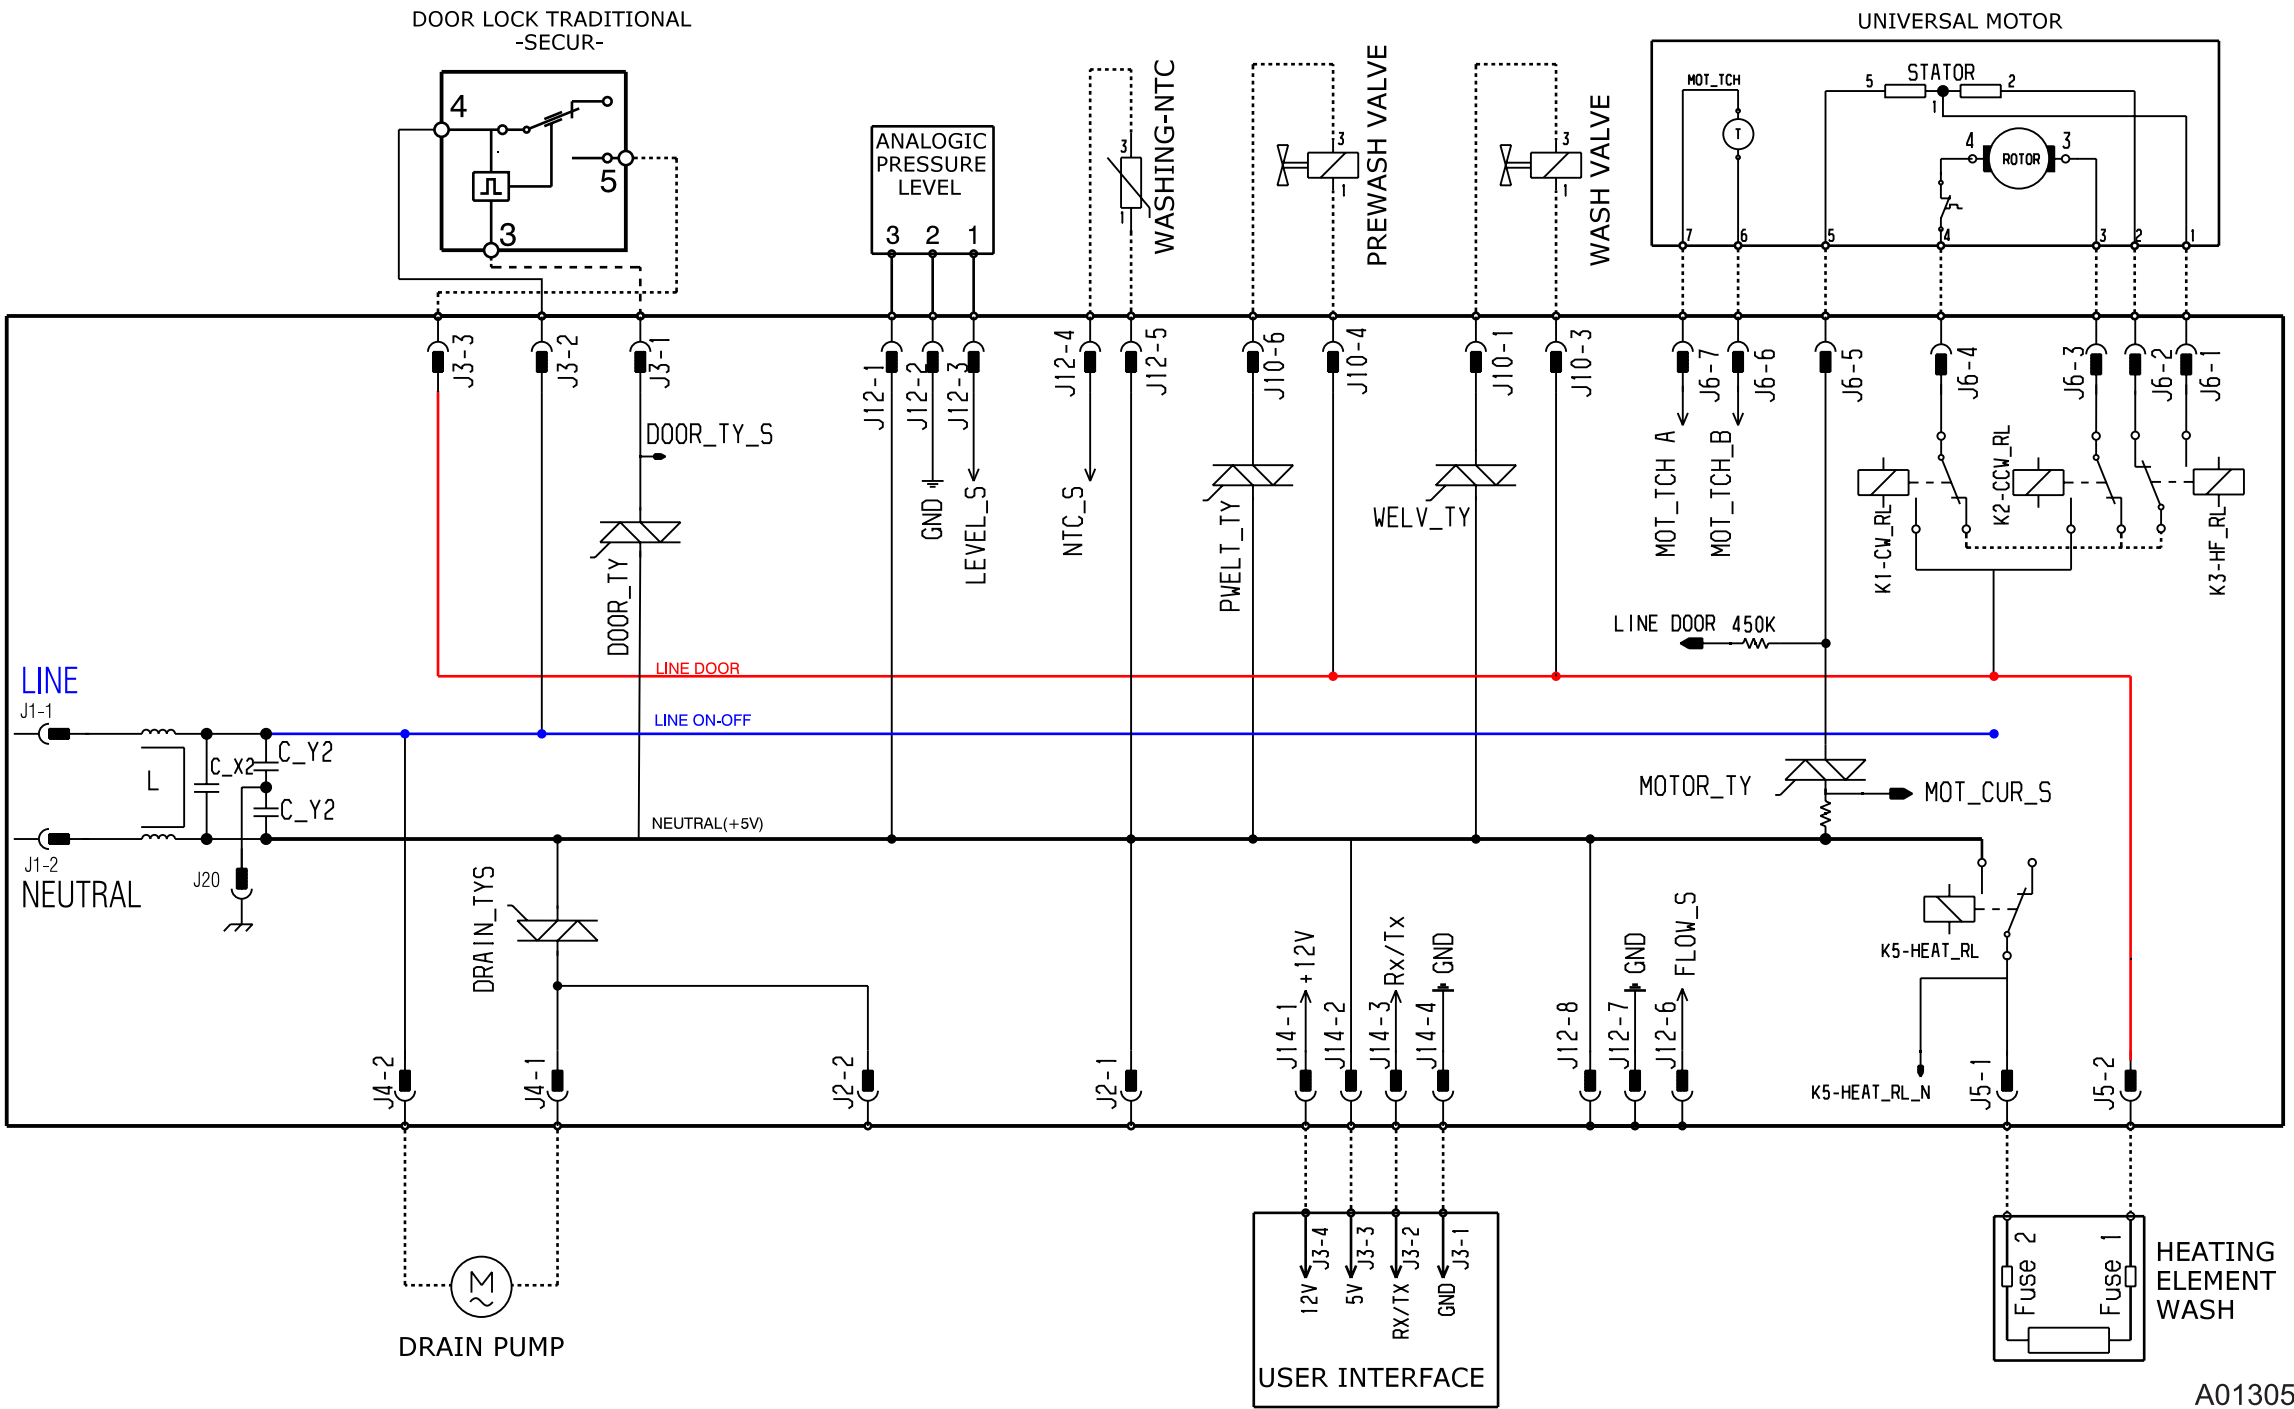 DOOR LOCK TRADITIONAL
-SECUR-
4
5
3
ANALOGIC
PRESSURE
LEVEL
3 2 1
3
1
WASHING-NTC
3
1
PREWASH VALVE
3
1
WASH VALVE
UNIVERSAL MOTOR
MOT_TCH
T
5 STATOR 2
1
4 ROTOR 3
7 6 5 4 3 2 1
J3-3
J3-2
J3-1
J12-1
J12-2
J12-3
J12-4
J12-5
J10-6
J10-4
J10-1
J10-3
J6-7
J6-6
J6-5
J6-4
J6-3
J6-2
J6-1
DOOR_TY_S
DOOR_TY
GND
LEVEL_S
NTC_S
PWELT_TY
WELV_TY
MOT_TCH A
MOT_TCH_B
K1-CW_RL
K2-CCW_RL
K3-HF_RL
LINE DOOR 450K
LINE DOOR
LINE
J1-1
LINE ON-OFF
L
C_X2
C_Y2
C_Y2
MOTOR_TY
MOT_CUR_S
NEUTRAL(+5V)
J1-2
NEUTRAL
J20
DRAIN_TYS
K5-HEAT_RL
K5-HEAT_RL_N
+12V
Rx/Tx
GND
GND
FLOW_S
J4-2
J4-1
J2-2
J2-1
J14-1
J14-2
J14-3
J14-4
J12-8
J12-7
J12-6
J5-1
J5-2
M
DRAIN PUMP
J3-4
J3-3
J3-2
J3-1
12V
5V
RX/TX
GND
USER INTERFACE
Fuse 2
Fuse 1
HEATING
ELEMENT
WASH
A01305